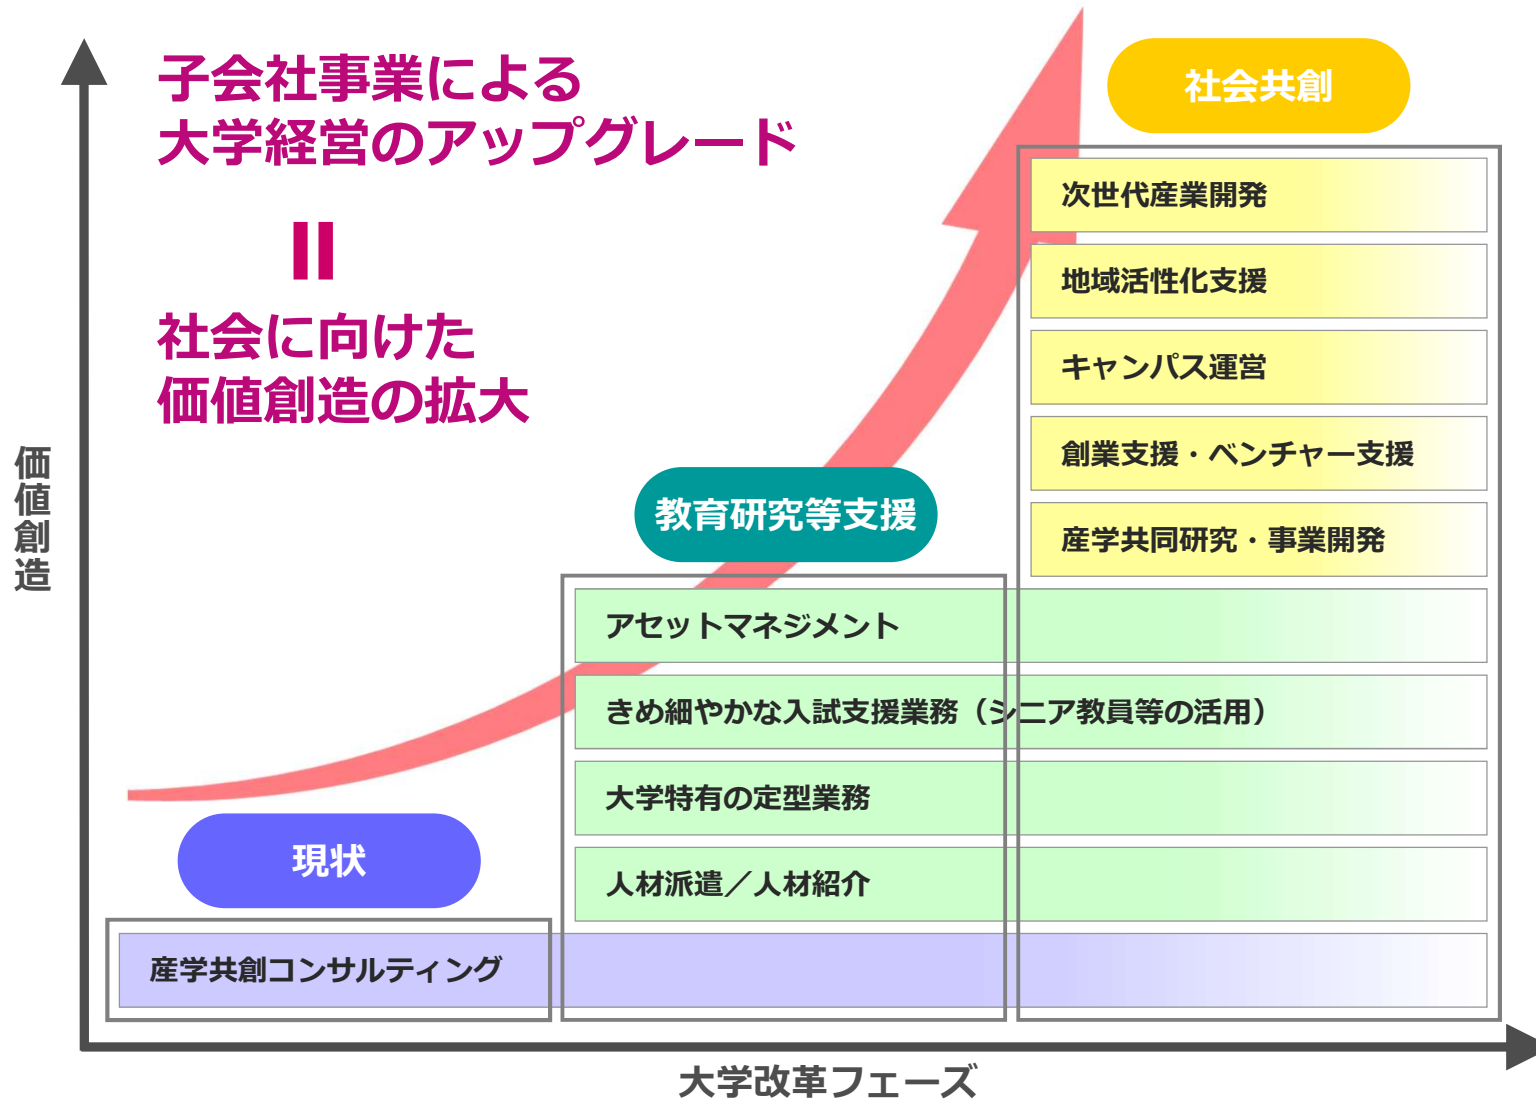 子会社事業による
大学経営のアップグレード
=
社会に向けた
価値創造の拡大
社会共創
次世代産業開発
地域活性化支援
キャンパス運営
創業支援・ベンチャー支援
産学共同研究・事業開発
教育研究等支援
アセットマネジメント
きめ細やかな入試支援業務（シニア教員等の活用）
大学特有の定型業務
人材派遣／人材紹介
現状
産学共創コンサルティング
価値創造
大学改革フェーズ